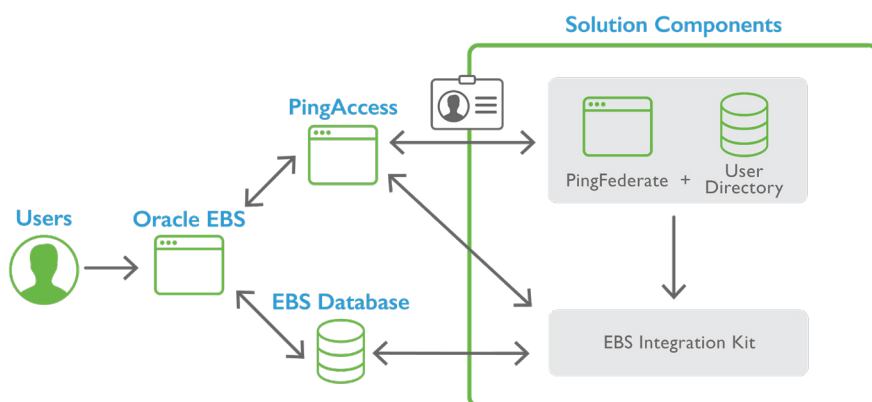 Solution Components
PingAccess
PingFederate +
User
Directory
Users
Oracle EBS
EBS Database
EBS Integration Kit